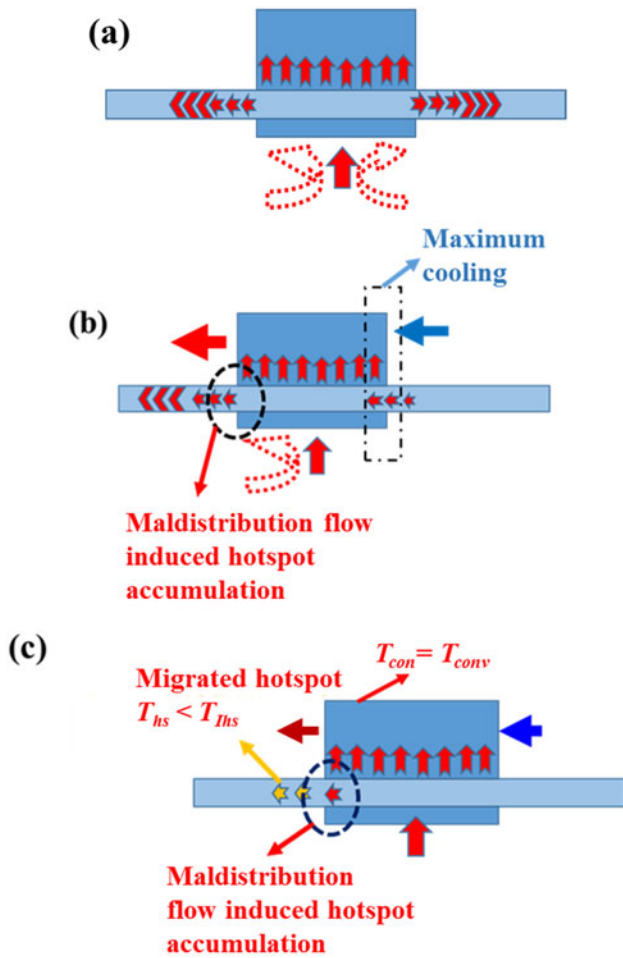 (a)
Maximum
cooling
(b)
Maldistribution flow
induced hotspot
accumulation
(c)
T_con = T_conv
Migrated hotspot
T_hs < T_Ihs
Maldistribution
flow induced hotspot
accumulation